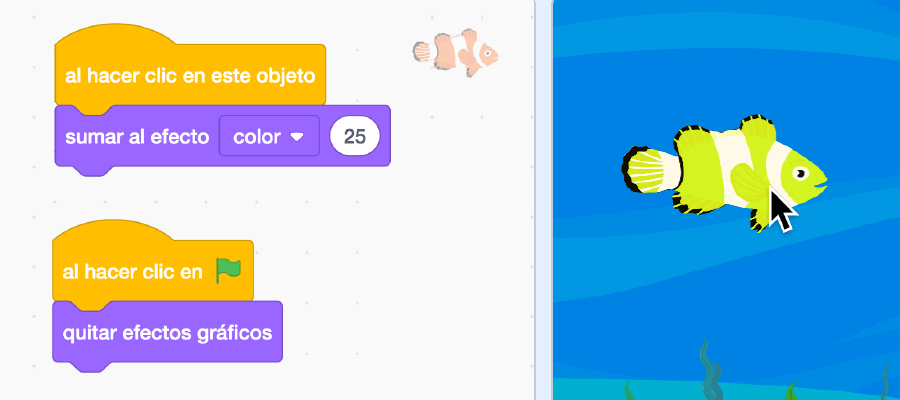 al hacer clic en este objeto
sumar al efecto color 25
al hacer clic en
quitar efectos gráficos